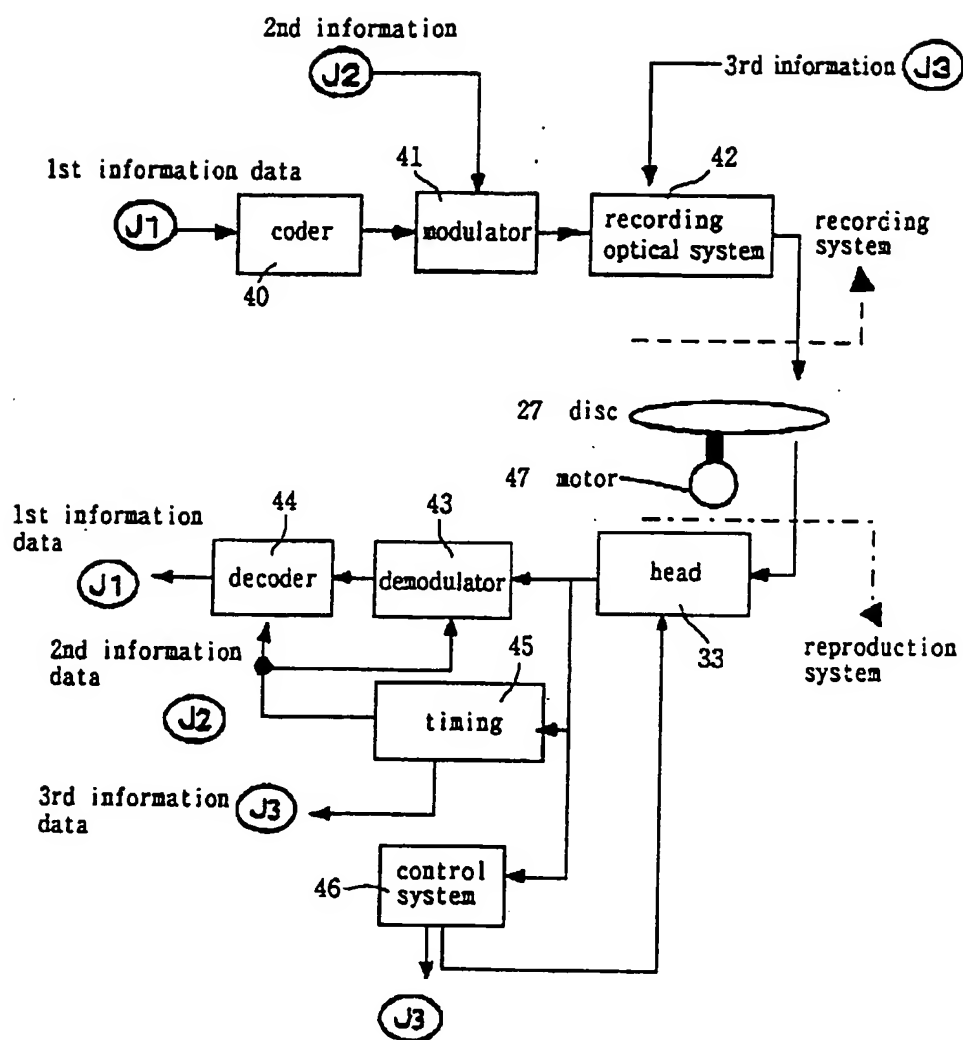 2nd information
J2
3rd information J3
1st information data
41
42
J1
coder
modulator
recording
optical system
recording
system
40
27 disc
47 motor
1st information
data
44
43
J1
decoder
demodulator
head
33
reproduction
system
2nd information
data
45
J2
timing
3rd information
data
J3
46
control
system
J3